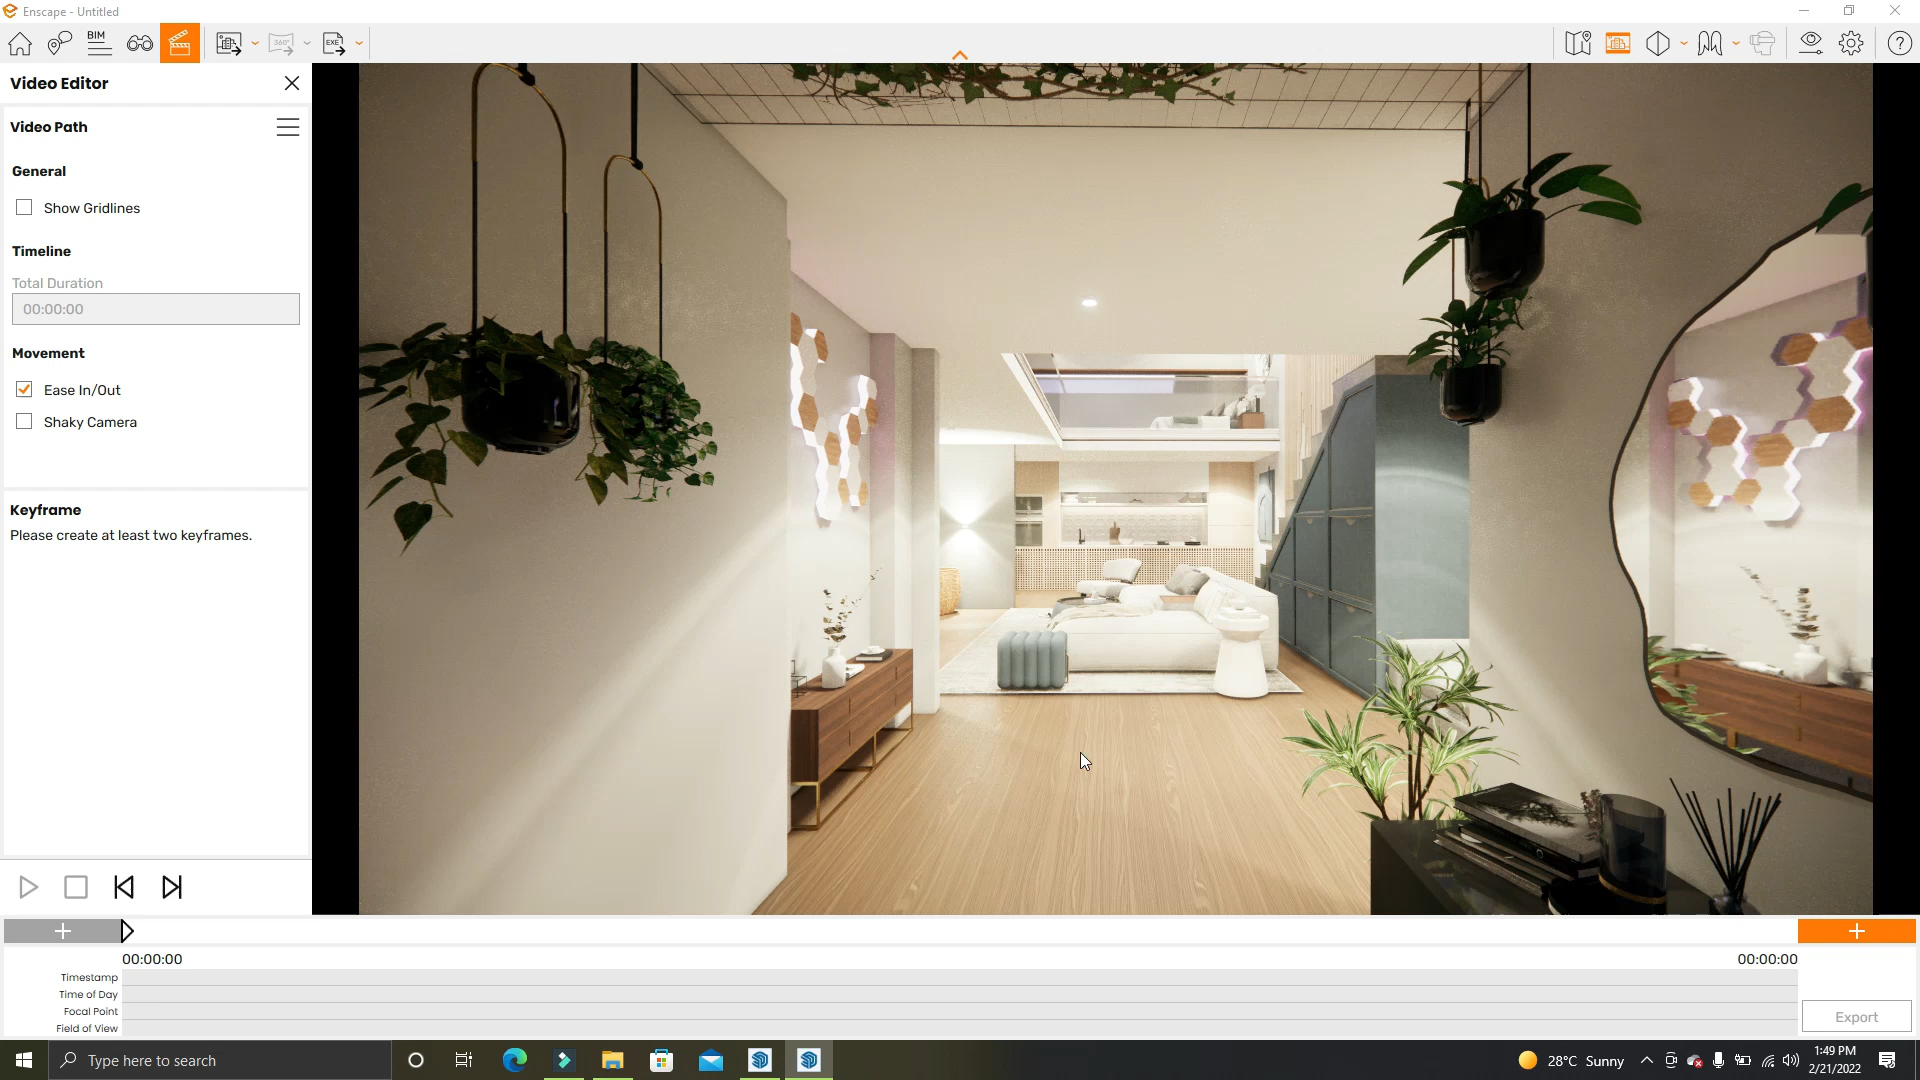 Enscape - Untitled
BIM
360°
EXE
Video Editor
Video Path
General
Show Gridlines
Timeline
Total Duration
00:00:00
Movement
Ease In/Out
Shaky Camera
Keyframe
Please create at least two keyframes.
00:00:00
00:00:00
Timestamp
Time of Day
Focal Point
Field of View
Export
Type here to search
28°C Sunny
1:49 PM
2/21/2022